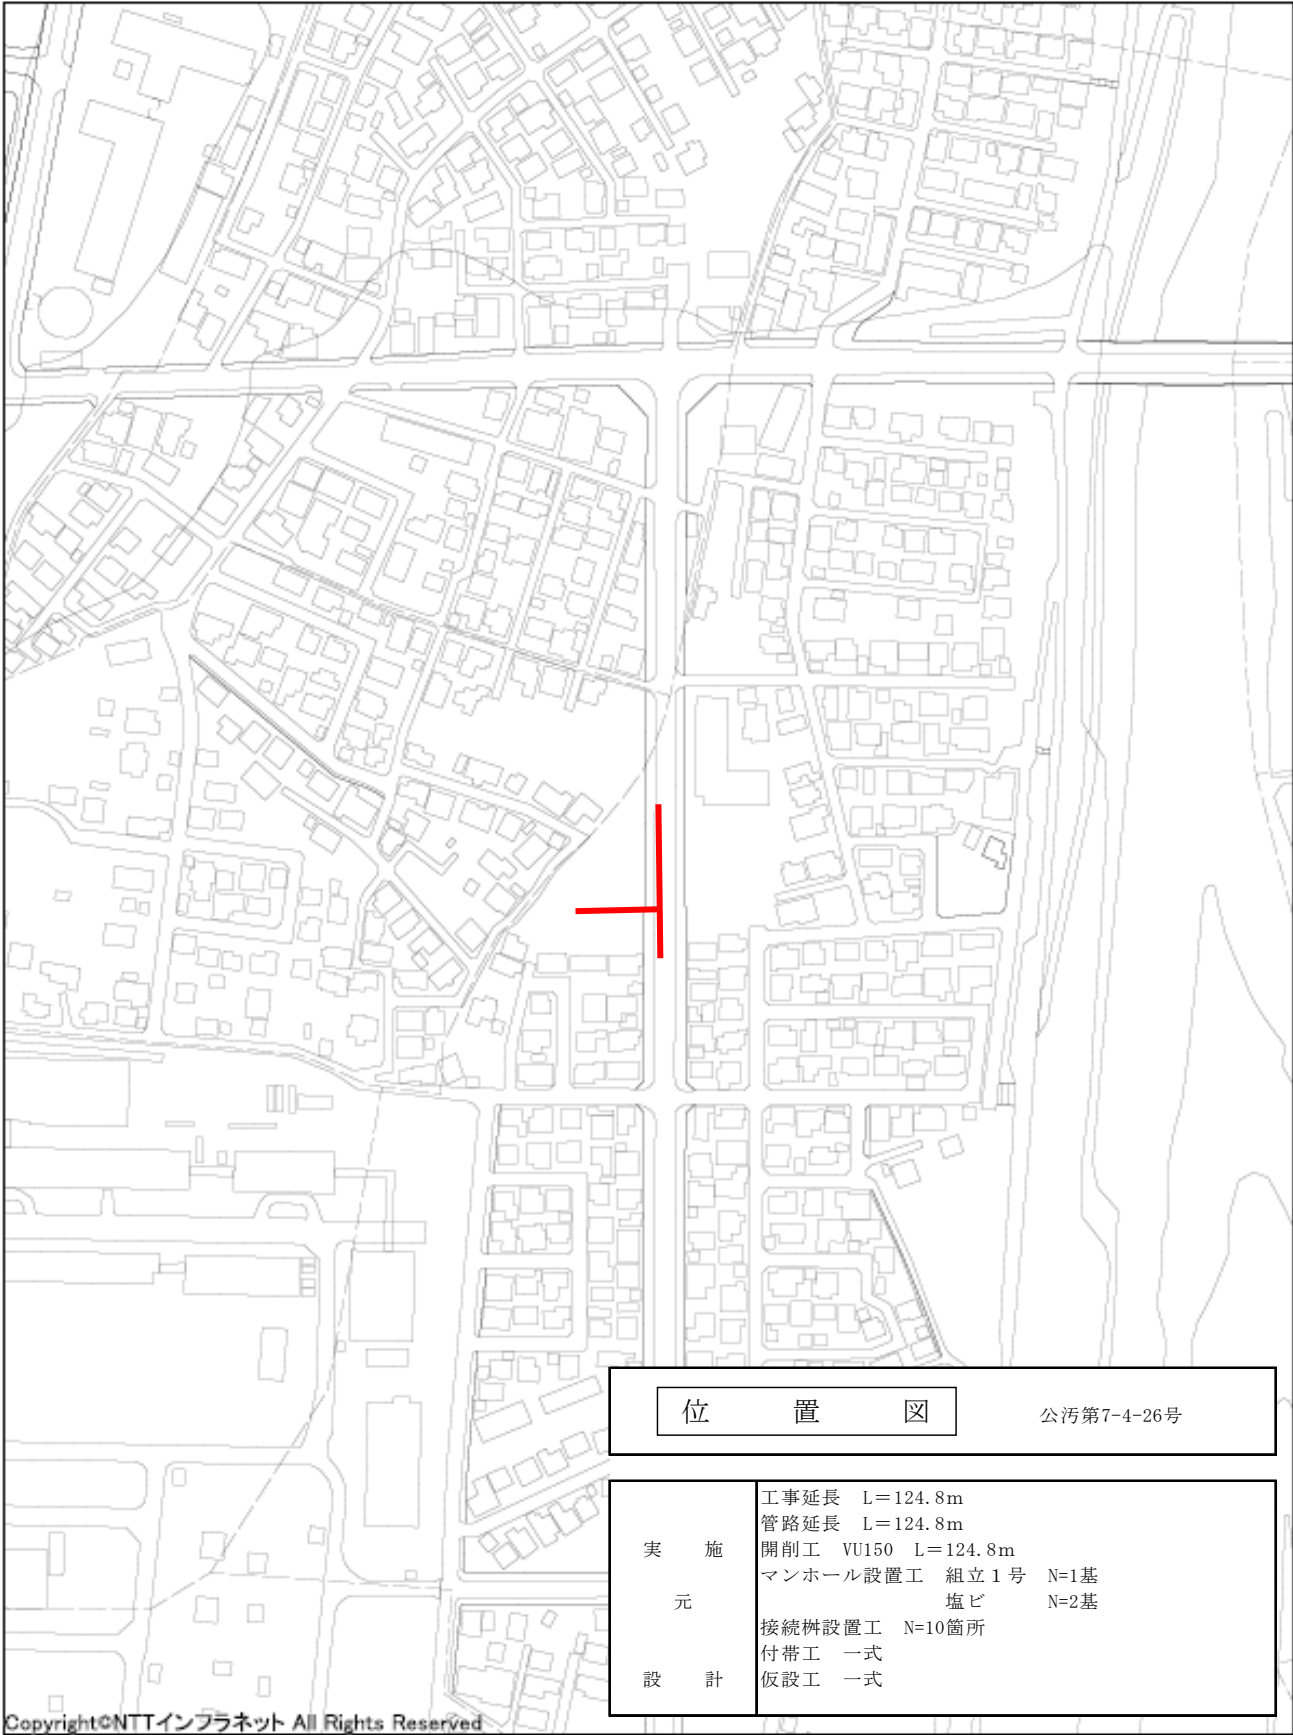 位　置　図
公汚第7-4-26号
実　施
元
設　計
工事延長　L＝124.8m
管路延長　L＝124.8m
開削工　VU150　L＝124.8m
マンホール設置工　組立１号　N=1基
塩ビ　N=2基
接続桝設置工　N=10箇所
付帯工　一式
仮設工　一式
Copyright©NTTインフラネット All Rights Reserved